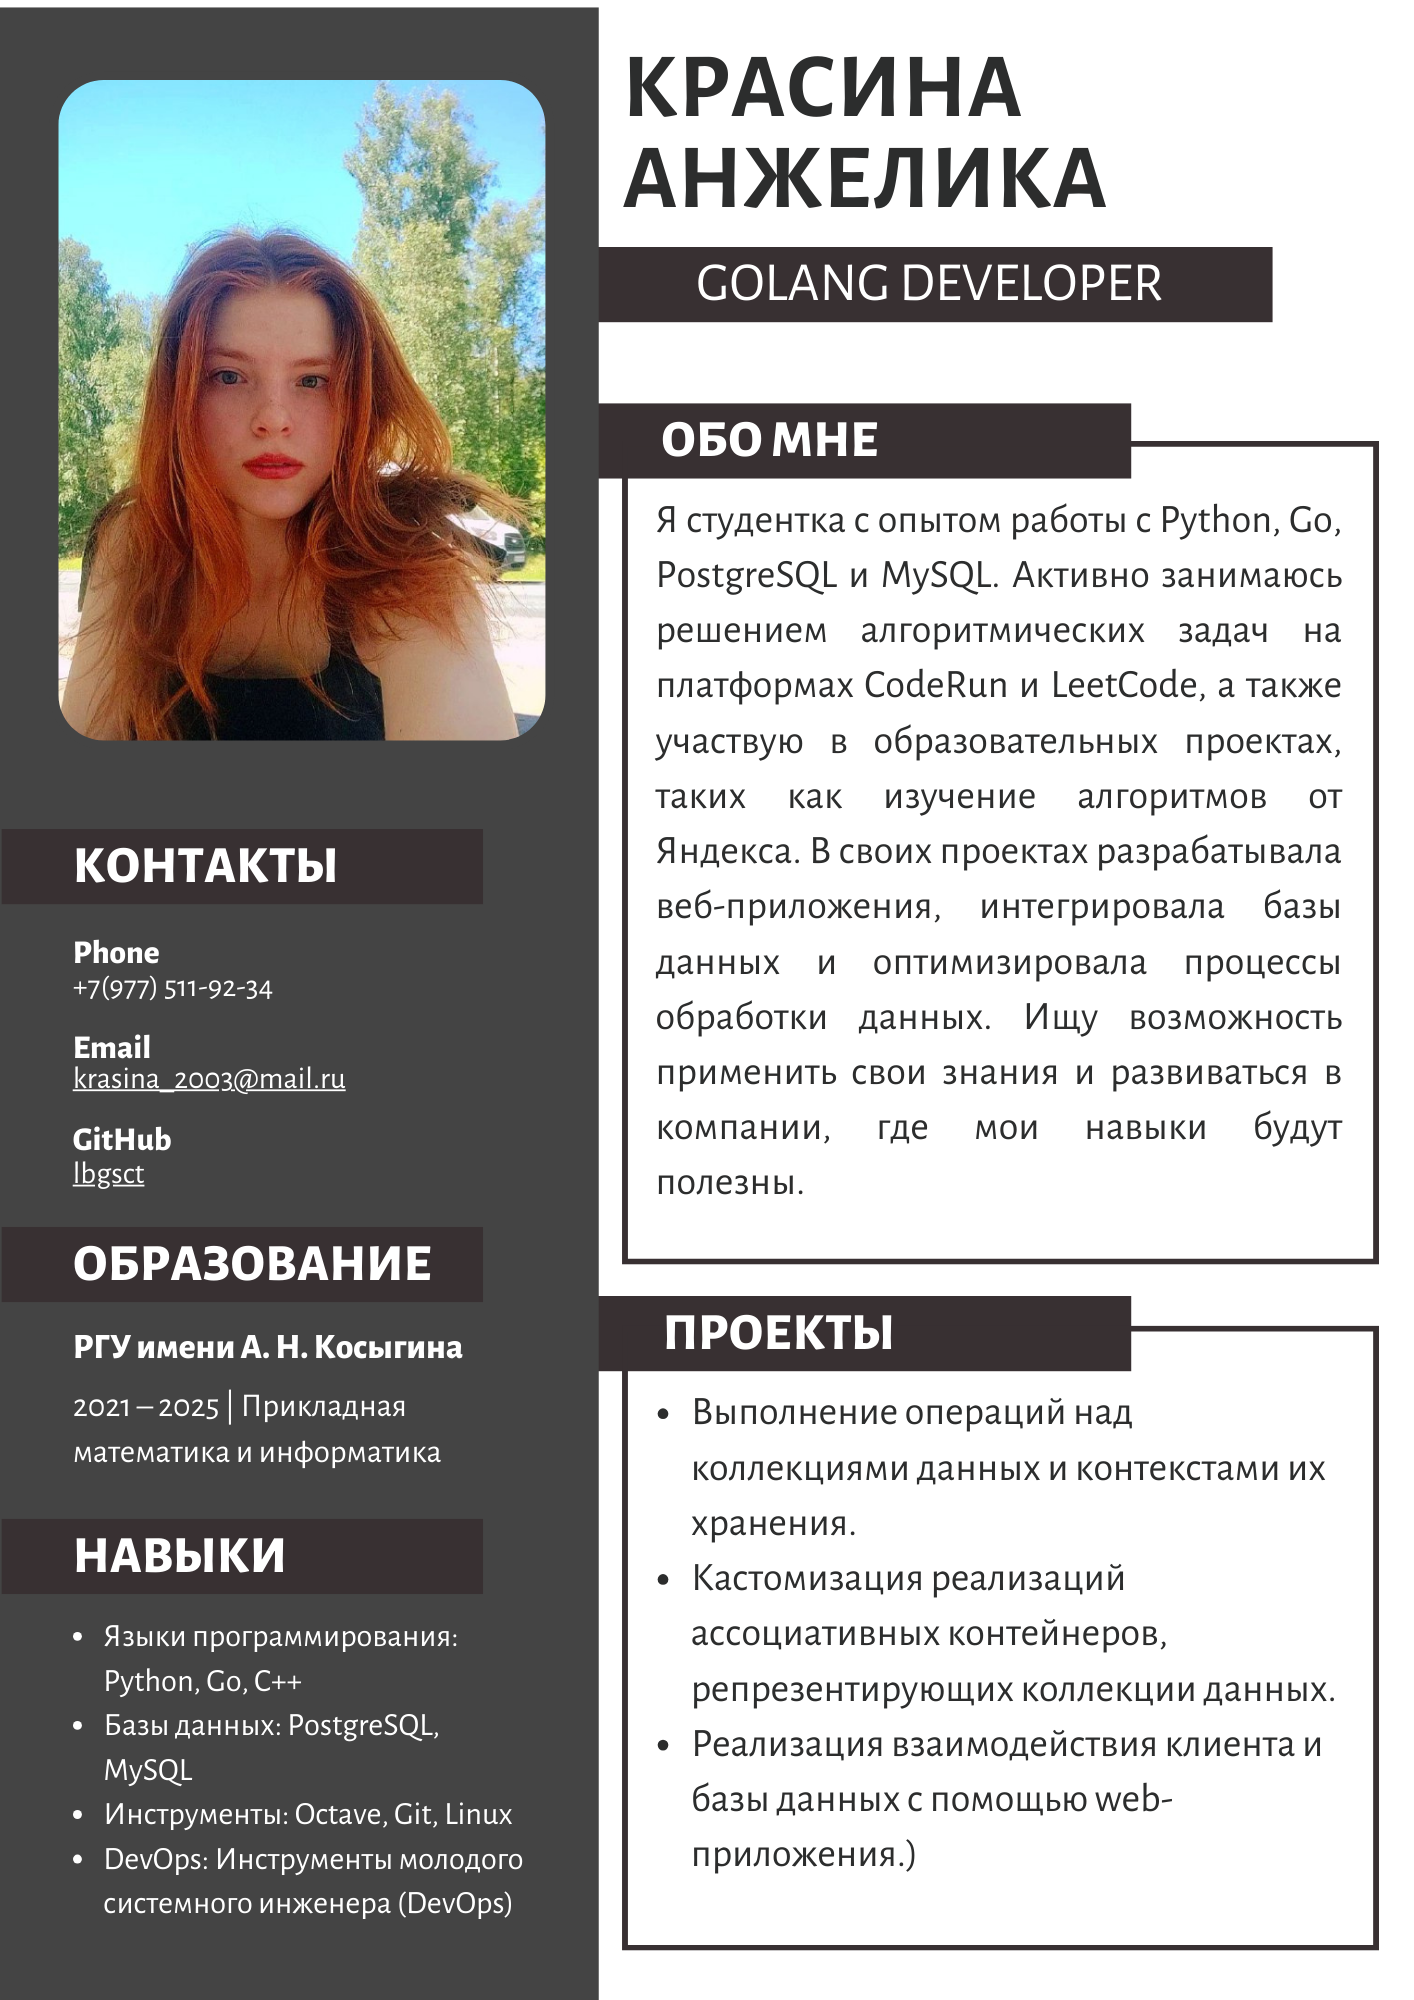 КРАСИНА
АНЖЕЛИКА
GOLANG DEVELOPER
ОБО МНЕ
Я студентка с опытом работы с Python, Go,
PostgreSQL и MySQL. Активно занимаюсь
решением алгоритмических задач на
платформах CodeRun и LeetCode, а также
участвую в образовательных проектах,
таких как изучение алгоритмов от
Яндекса. В своих проектах разрабатывала
веб-приложения, интегрировала базы
данных и оптимизировала процессы
обработки данных. Ищу возможность
применить свои знания и развиваться в
компании, где мои навыки будут
полезны.
ПРОЕКТЫ
• Выполнение операций над
коллекциями данных и контекстами их
хранения.
• Кастомизация реализаций
ассоциативных контейнеров,
репрезентирующих коллекции данных.
• Реализация взаимодействия клиента и
базы данных с помощью web-
приложения.)
КОНТАКТЫ
Phone
+7(977) 511-92-34
Email
krasina_2003@mail.ru
GitHub
lbgsct
ОБРАЗОВАНИЕ
РГУ имени А. Н. Косыгина
2021 – 2025 | Прикладная
математика и информатика
НАВЫКИ
• Языки программирования:
Python, Go, C++
• Базы данных: PostgreSQL,
MySQL
• Инструменты: Octave, Git, Linux
• DevOps: Инструменты молодого
системного инженера (DevOps)